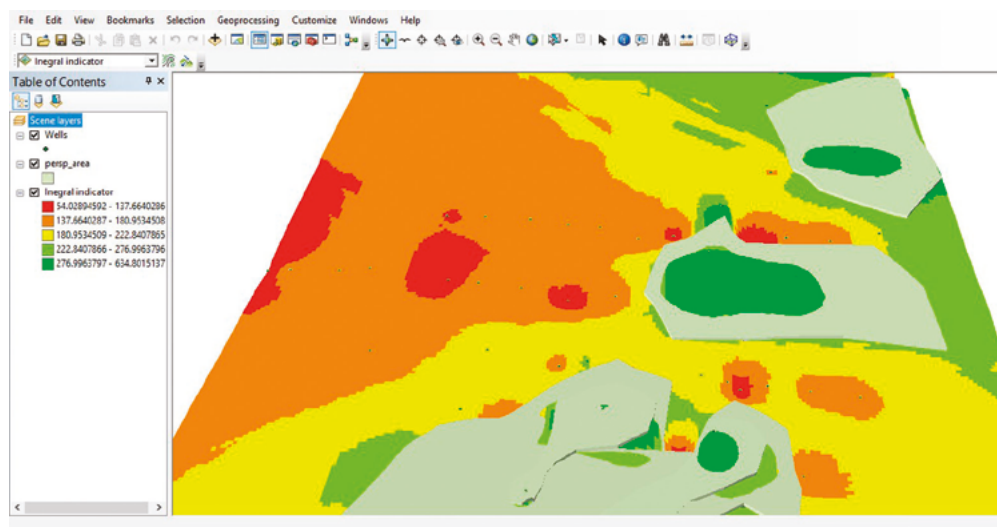 File Edit View Bookmarks Selection Geoprocessing Customize Windows Help
Inegral indicator
Table of Contents
Scene layers
Wells
persp_area
Inegral indicator
54.02894592 - 137.6640286
137.6640287 - 180.9534508
180.9534509 - 222.8407865
222.8407866 - 276.9963796
276.9963797 - 634.8015137